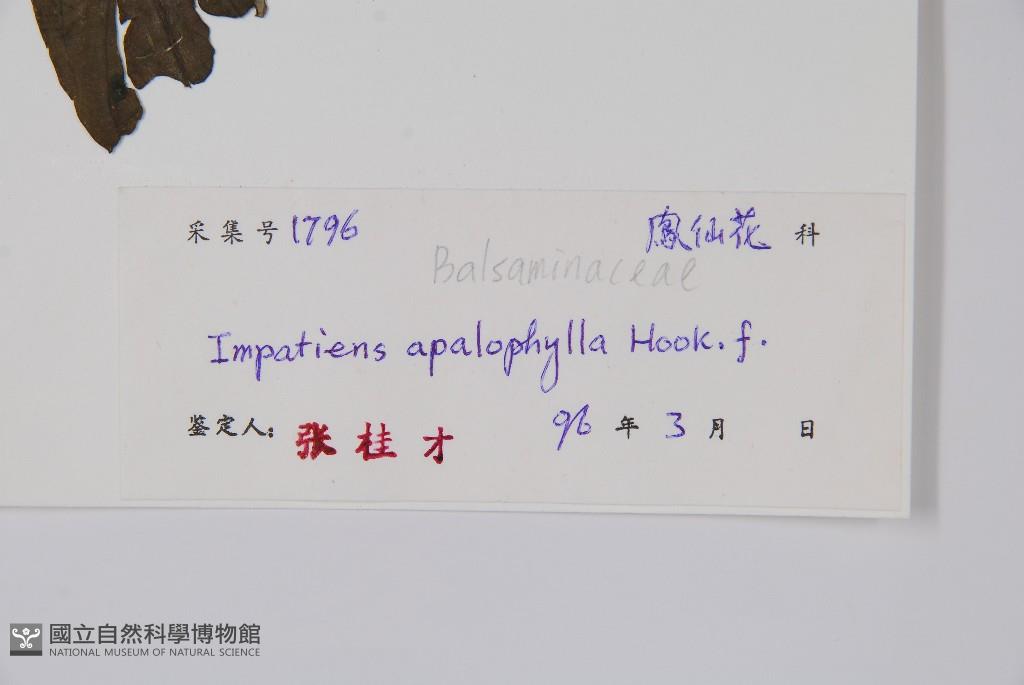 采集号 1796 鳳仙花 科
Balsaminaceae
Impatiens apalophylla Hook. f.
鉴定人: 张桂才 96 年 3 月 日
國立自然科學博物館
NATIONAL MUSEUM OF NATURAL SCIENCE